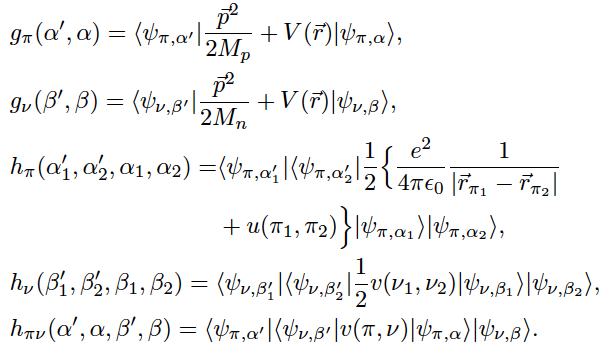 g_π(α′, α) = ⟨ψ_{π,α′}| \frac{\vec{p}^2}{2M_p} + V(\vec{r})|ψ_{π,α}⟩,
g_ν(β′, β) = ⟨ψ_{ν,β′}| \frac{\vec{p}^2}{2M_n} + V(\vec{r})|ψ_{ν,β}⟩,
h_π(α′_1, α′_2, α_1, α_2) = ⟨ψ_{π,α′_1}|⟨ψ_{π,α′_2}| \frac{1}{2} { \frac{e^2}{4πϵ_0} \frac{1}{|\vec{r}_{π_1} − \vec{r}_{π_2}|}
+ u(π_1, π_2)}|ψ_{π,α_1}⟩|ψ_{π,α_2}⟩,
h_ν(β′_1, β′_2, β_1, β_2) = ⟨ψ_{ν,β′_1}|⟨ψ_{ν,β′_2}| \frac{1}{2} v(ν_1, ν_2)|ψ_{ν,β_1}⟩|ψ_{ν,β_2}⟩,
h_{πν}(α′, α, β′, β) = ⟨ψ_{π,α′}|⟨ψ_{ν,β′}|v(π, ν)|ψ_{π,α}⟩|ψ_{ν,β}⟩.